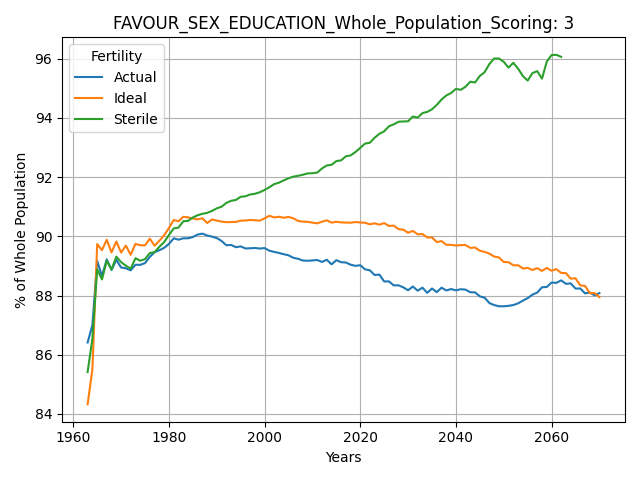 FAVOUR_SEX_EDUCATION_Whole_Population_Scoring: 3
Fertility
Actual
Ideal
Sterile
% of Whole Population
96
94
92
90
88
86
84
1960
1980
2000
2020
2040
2060
Years